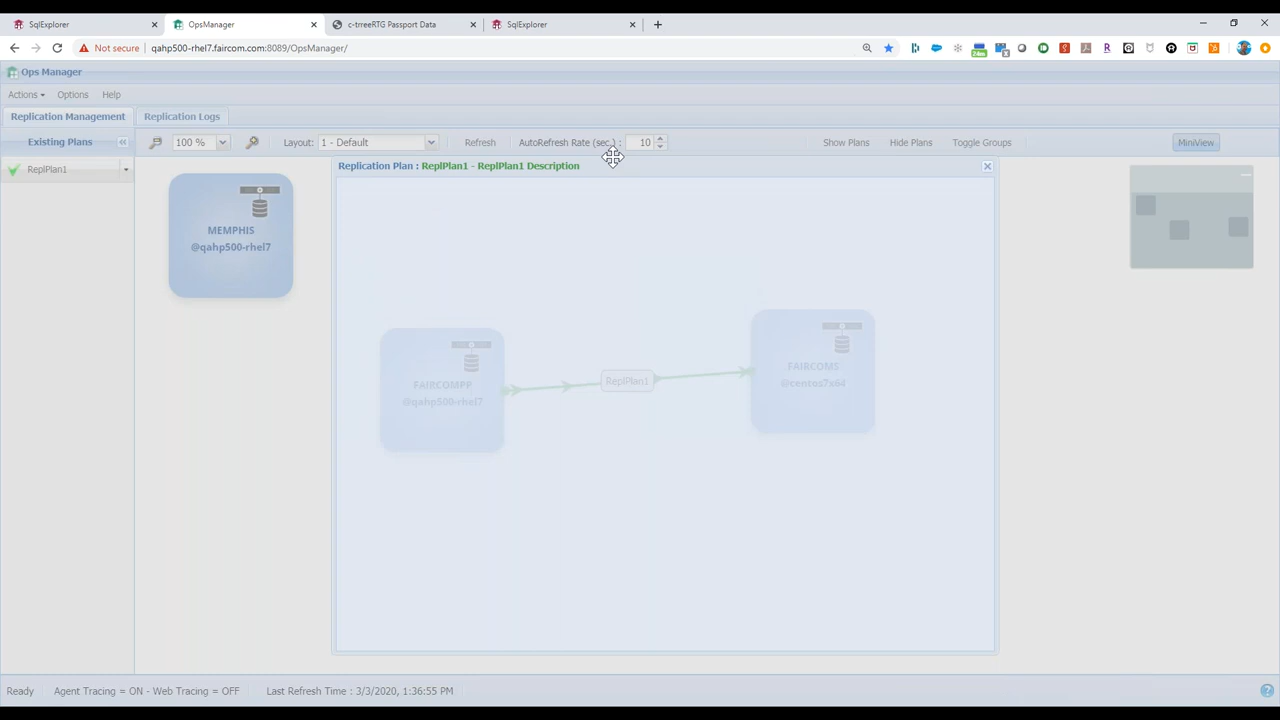 SqlExplorer
OpsManager
c-trreeRTG Passport Data
SqlExplorer
Not secure qahp500-rhel7.faircom.com:8089/OpsManager/
24m
Ops Manager
Actions Options Help
Replication Management Replication Logs
Existing Plans
100 % Layout: 1 - Default Refresh AutoRefresh Rate (sec.): 10 Show Plans Hide Plans Toggle Groups MiniView
ReplPlan1
Replication Plan : ReplPlan1 - ReplPlan1 Description
MEMPHIS
@qahp500-rhel7
FAIRCOMPP
@qahp500-rhel7
ReplPlan1
FAIRCOMS
@centos7x64
Ready Agent Tracing = ON - Web Tracing = OFF Last Refresh Time : 3/3/2020, 1:36:55 PM